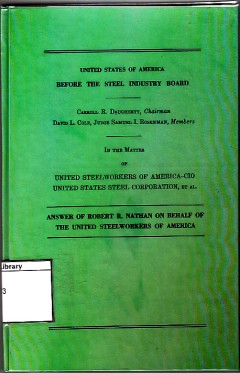 UNITED STATES OF AMERICA
BEFORE THE STEEL INDUSTRY BOARD
Carroll R. Daugherty, Chairman
David L. Cole, Judge Samuel I. Rosenman, Members
In the Matter
of
UNITED STEELWORKERS OF AMERICA-CIO
UNITED STATES STEEL CORPORATION, et al.
ANSWER OF ROBERT R. NATHAN ON BEHALF OF
THE UNITED STEELWORKERS OF AMERICA
Library
3